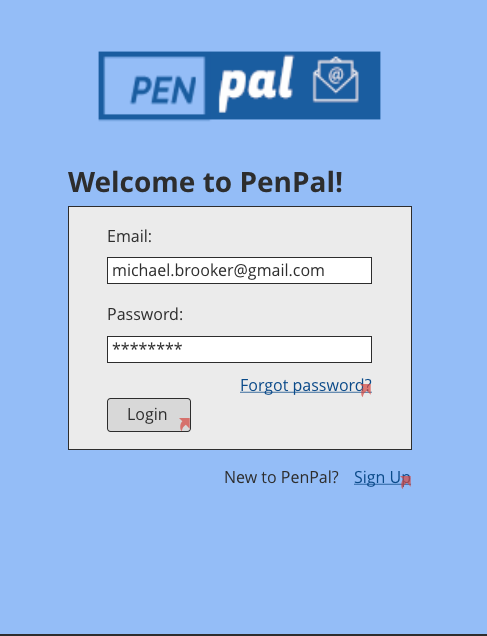 PEN pal @
Welcome to PenPal!
Email:
michael.brooker@gmail.com
Password:
********
Forgot password?
Login
New to PenPal? Sign Up